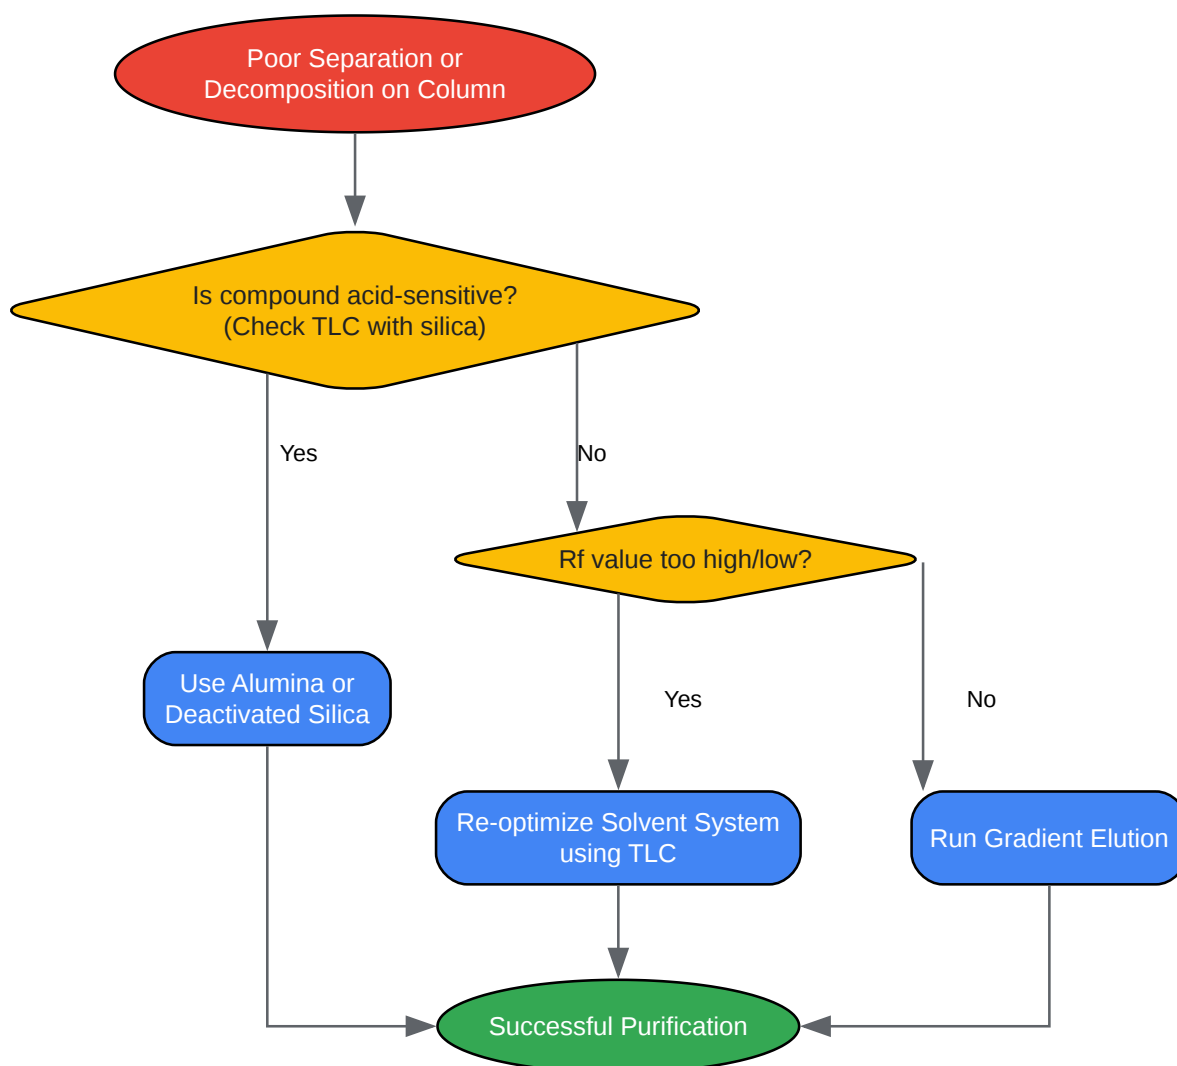 Poor Separation or
Decomposition on Column
Is compound acid-sensitive?
(Check TLC with silica)
Yes
No
Rf value too high/low?
Use Alumina or
Deactivated Silica
Yes
No
Re-optimize Solvent System
using TLC
Run Gradient Elution
Successful Purification